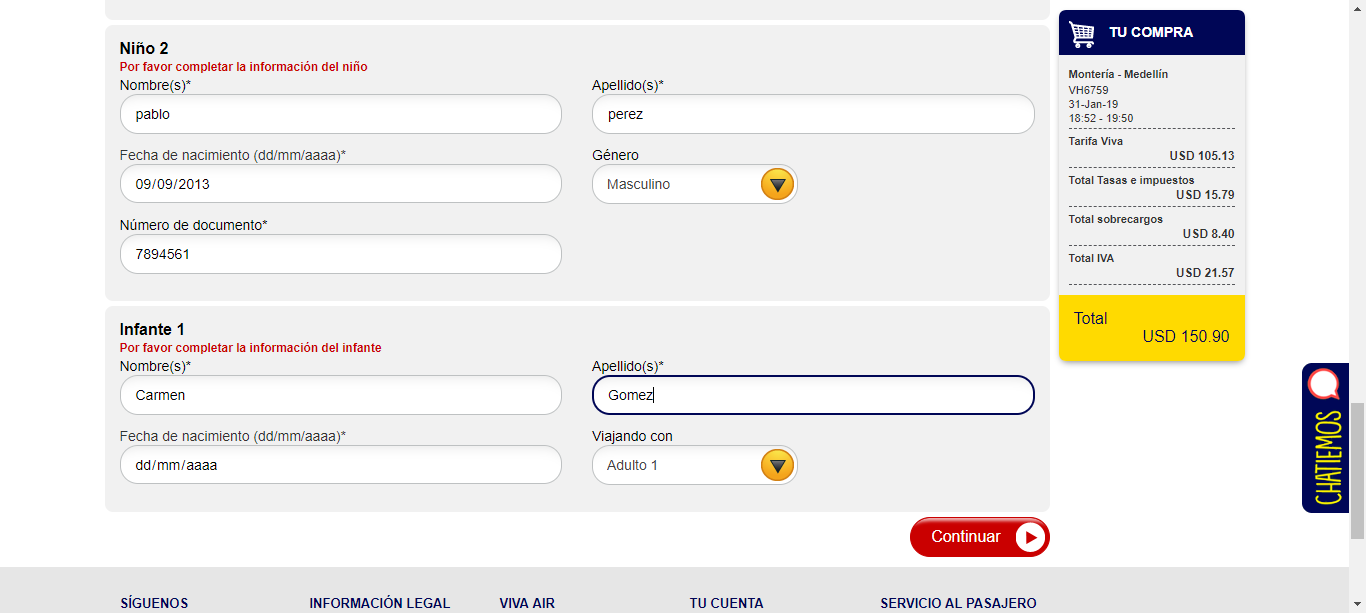 Niño 2
Por favor completar la información del niño
Nombre(s)*
Apellido(s)*
pablo
perez
Fecha de nacimiento (dd/mm/aaaa)*
Género
09/09/2013
Masculino
Número de documento*
7894561
Infante 1
Por favor completar la información del infante
Nombre(s)*
Apellido(s)*
Carmen
Gomez
Fecha de nacimiento (dd/mm/aaaa)*
Viajando con
dd/mm/aaaa
Adulto 1
Continuar
TU COMPRA
Montería - Medellín
VH6759
31-Jan-19
18:52 - 19:50
Tarifa Viva
USD 105.13
Total Tasas e impuestos
USD 15.79
Total sobrecargos
USD 8.40
Total IVA
USD 21.57
Total
USD 150.90
CHATIEMOS
SÍGUENOS
INFORMACIÓN LEGAL
VIVA AIR
TU CUENTA
SERVICIO AL PASAJERO